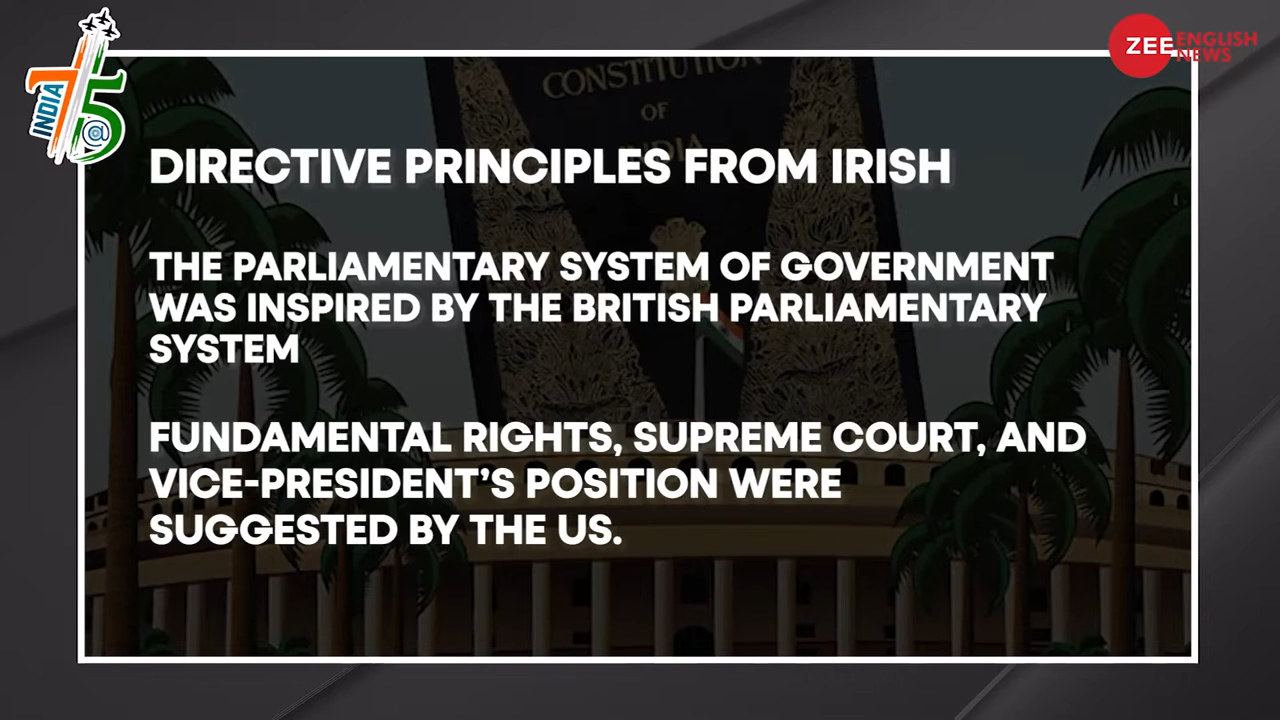 INDIA
75
@
ZEE ENGLISH
NEWS
CONSTITUTION
OF
INDIA
DIRECTIVE PRINCIPLES FROM IRISH
THE PARLIAMENTARY SYSTEM OF GOVERNMENT
WAS INSPIRED BY THE BRITISH PARLIAMENTARY
SYSTEM
FUNDAMENTAL RIGHTS, SUPREME COURT, AND
VICE-PRESIDENT’S POSITION WERE
SUGGESTED BY THE US.